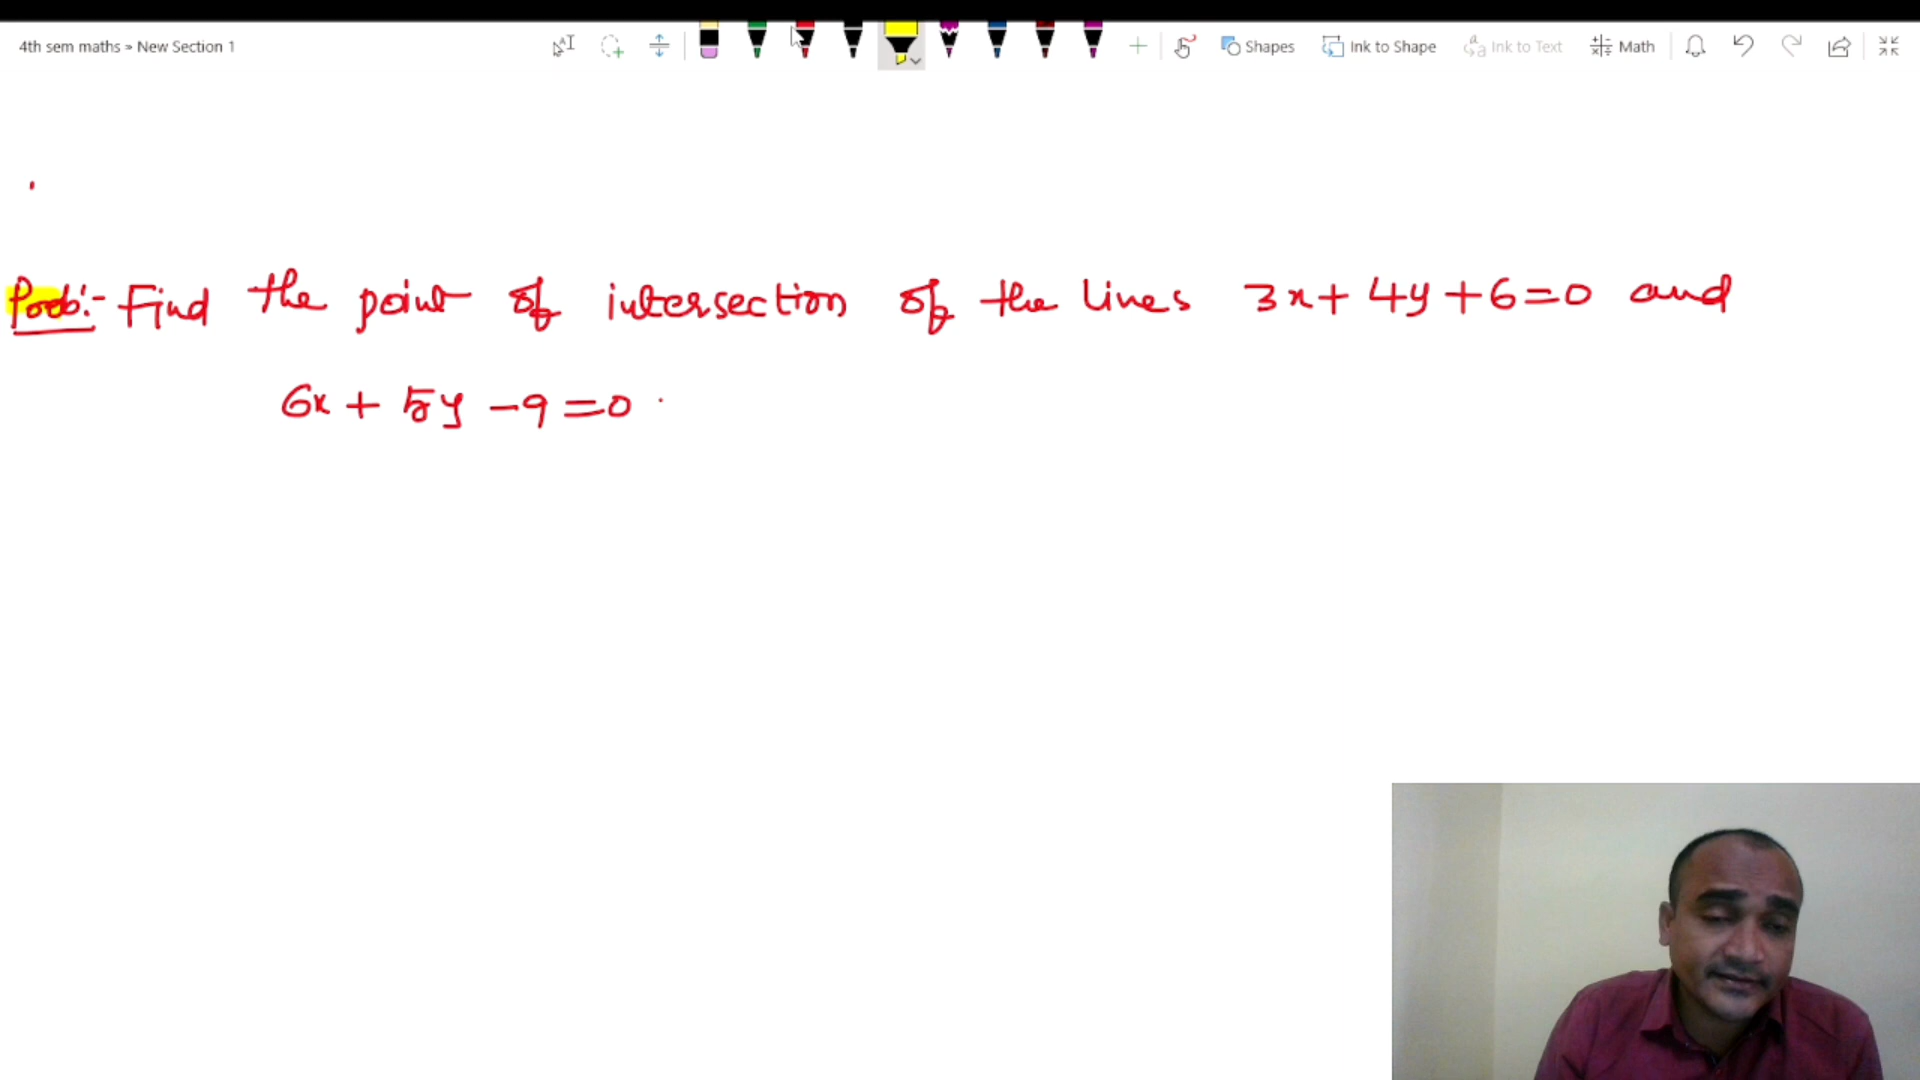 4th sem maths » New Section 1
Shapes Ink to Shape Ink to Text Math
Prob:- Find the point of intersection of the lines 3x + 4y + 6 = 0 and
6x + 5y - 9 = 0 .